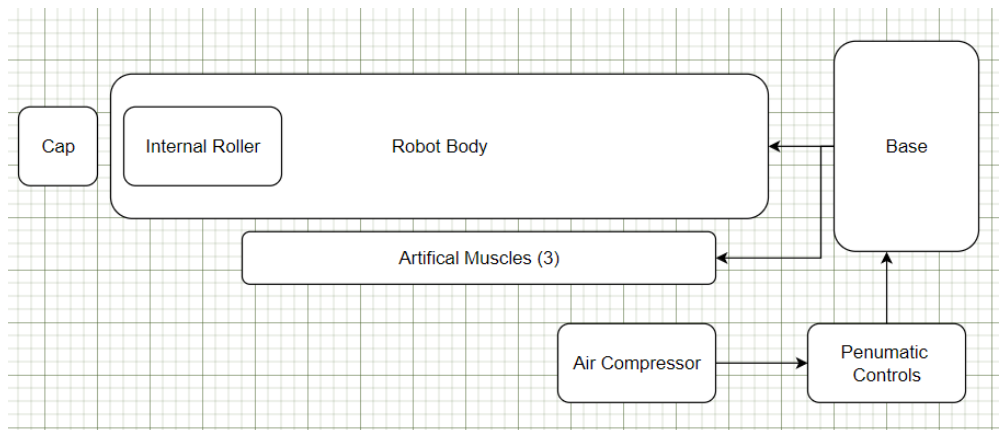 Cap
Internal Roller
Robot Body
Base
Artifical Muscles (3)
Air Compressor
Penumatic
Controls